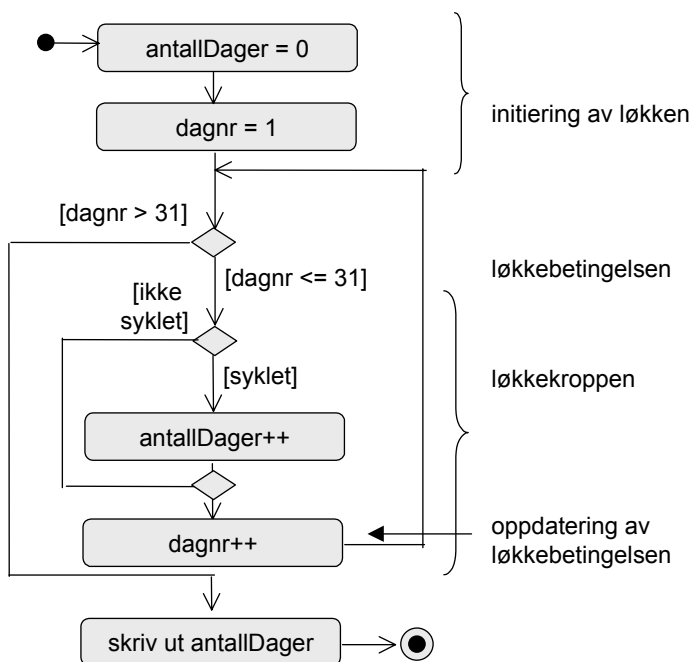 antallDager = 0
dagnr = 1
initiering av løkken
[dagnr > 31]
[dagnr <= 31]
løkkebetingelsen
[ikke
syklet]
[syklet]
løkkekroppen
antallDager++
dagnr++
oppdatering av
løkkebetingelsen
skriv ut antallDager